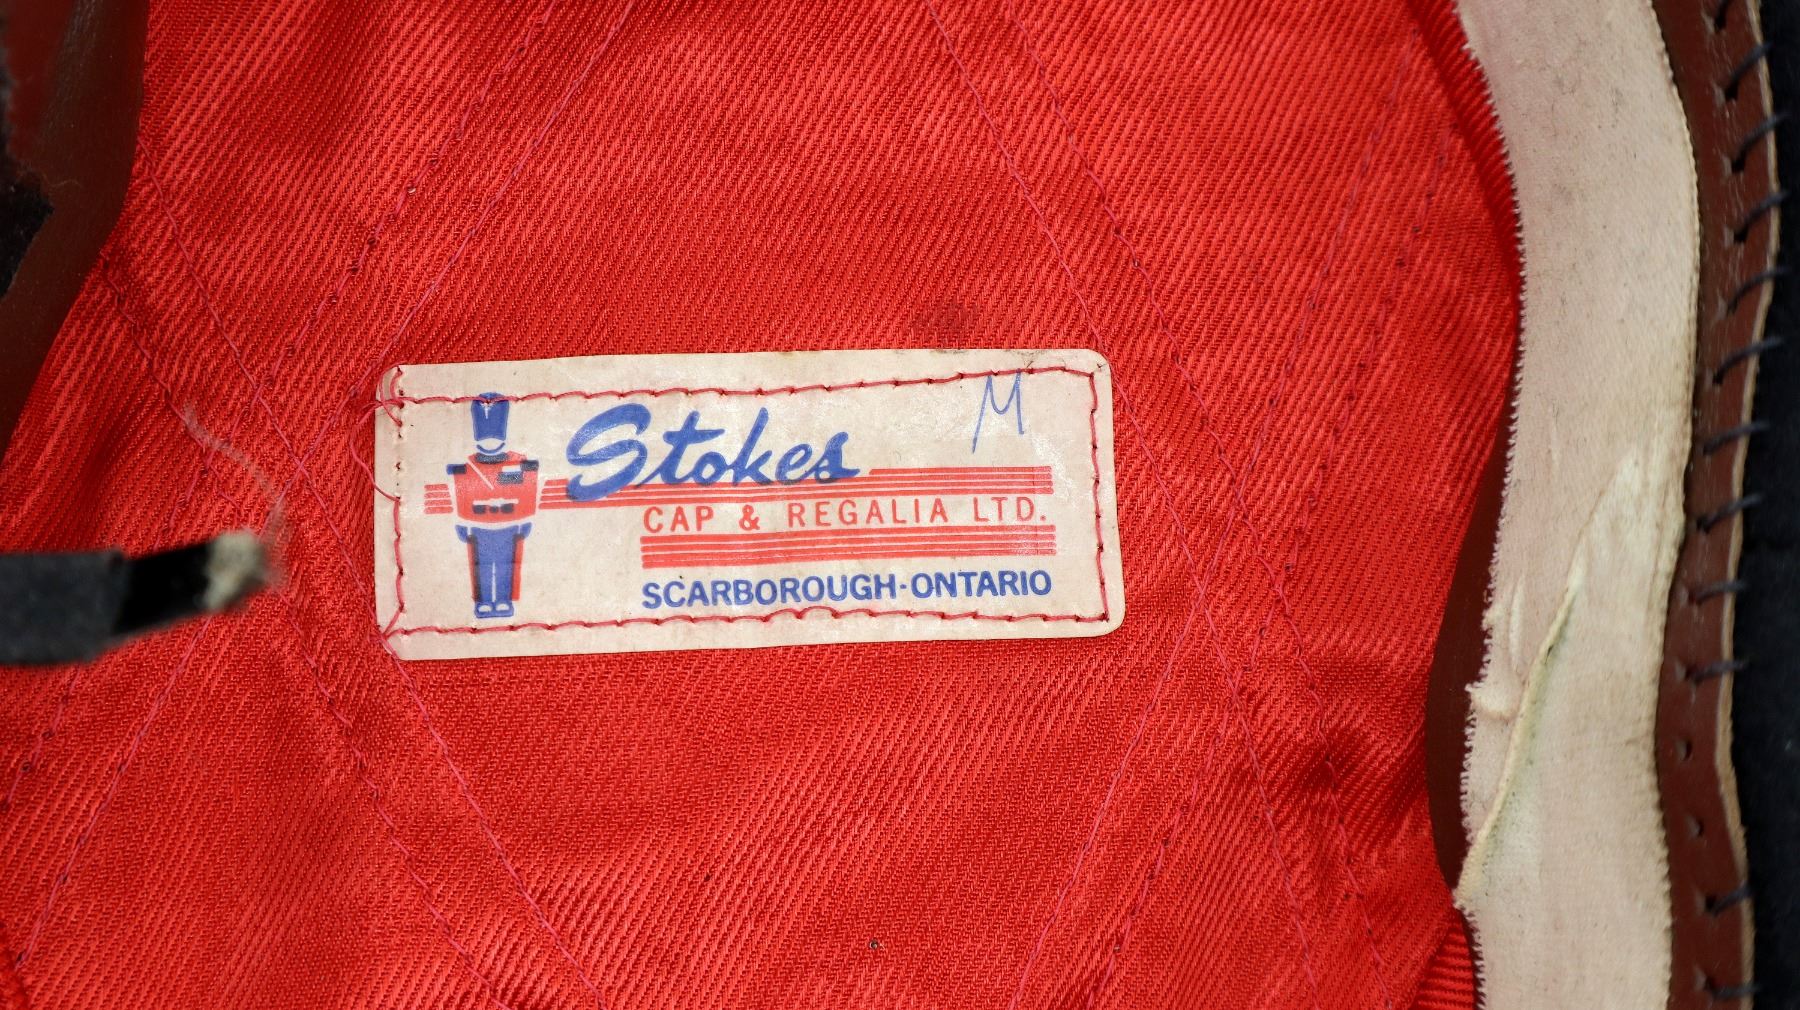 M
Stokes
CAP & REGALIA LTD.
SCARBOROUGH-ONTARIO